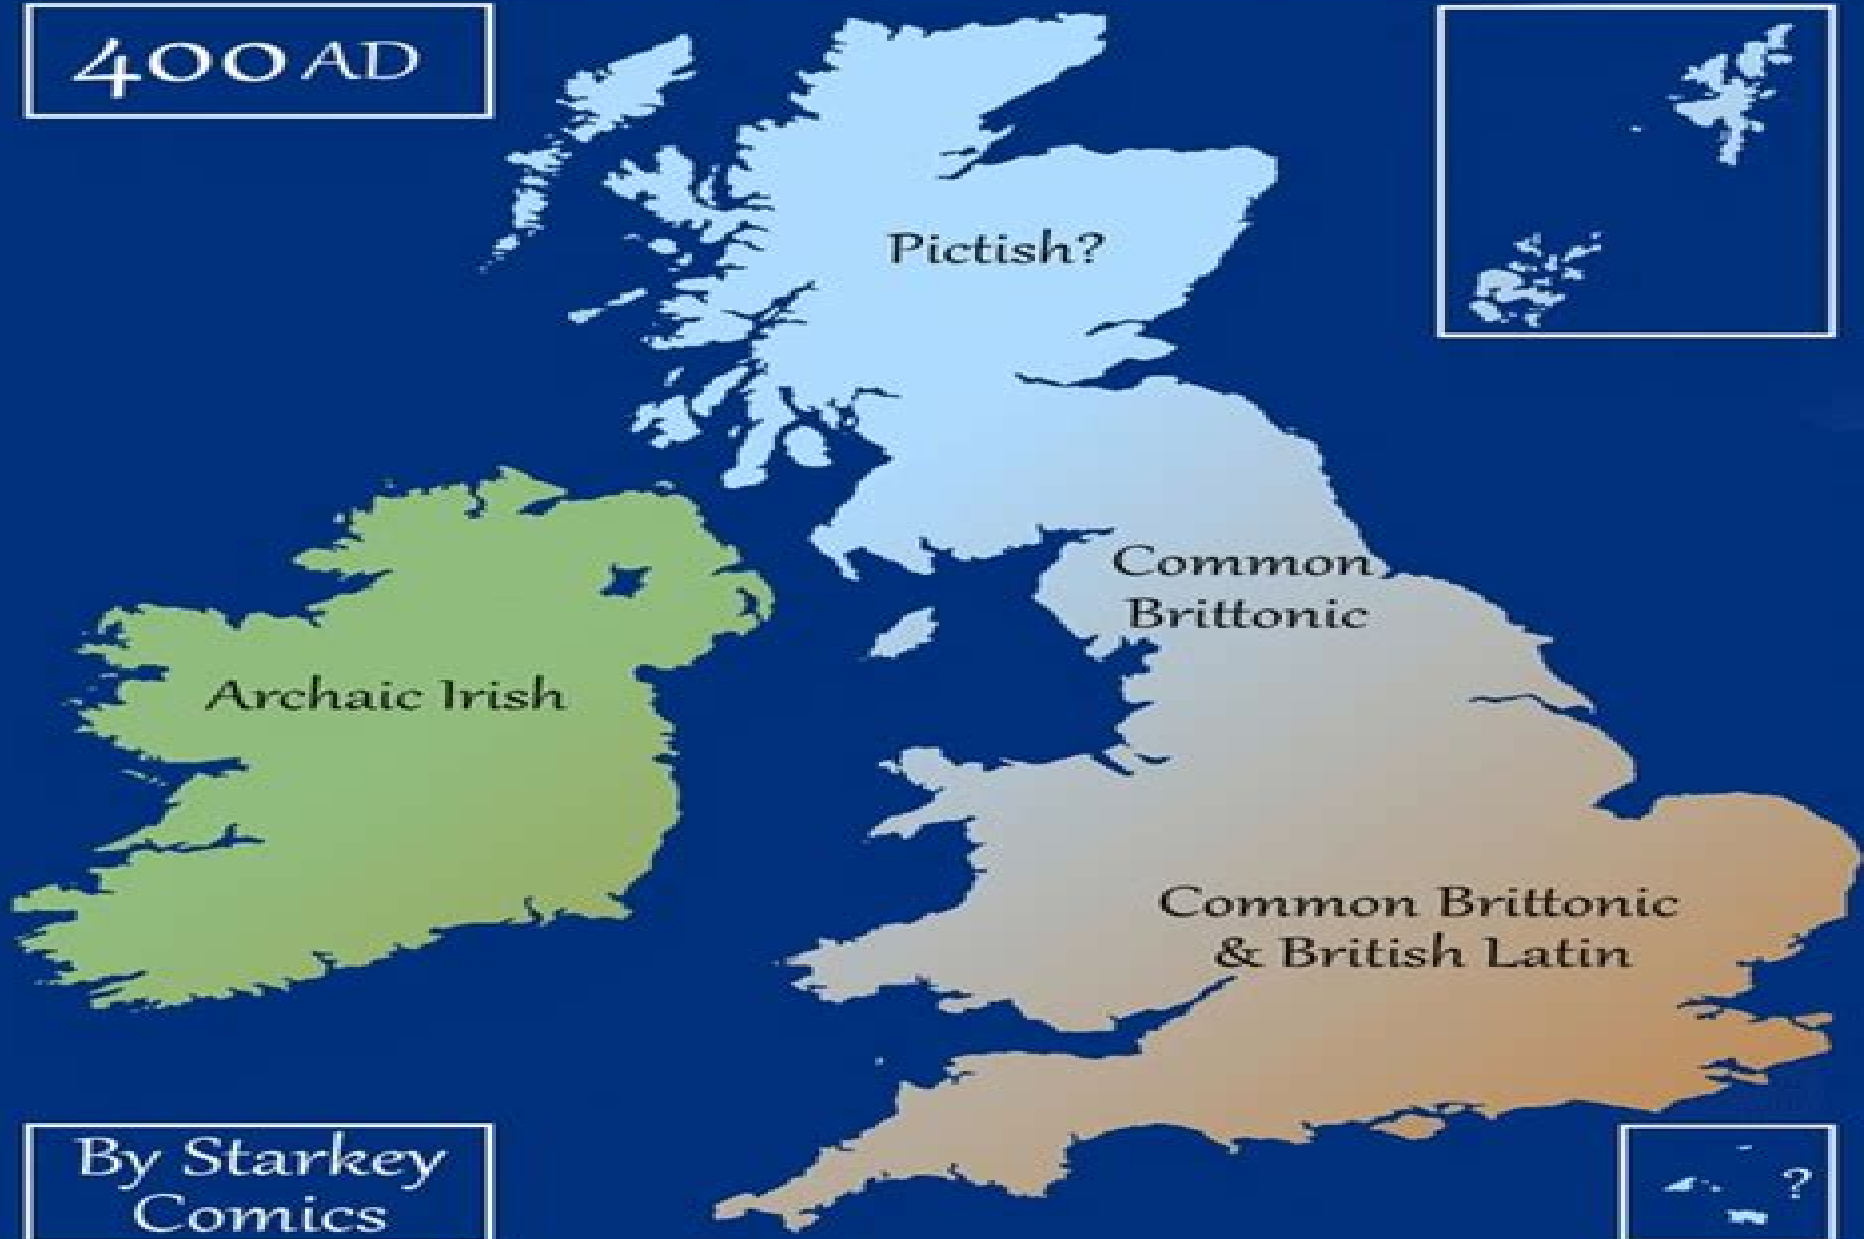 400 AD
Pictish?
Common
Brittonic
Archaic Irish
Common Brittonic
& British Latin
By Starkey
Comics
?